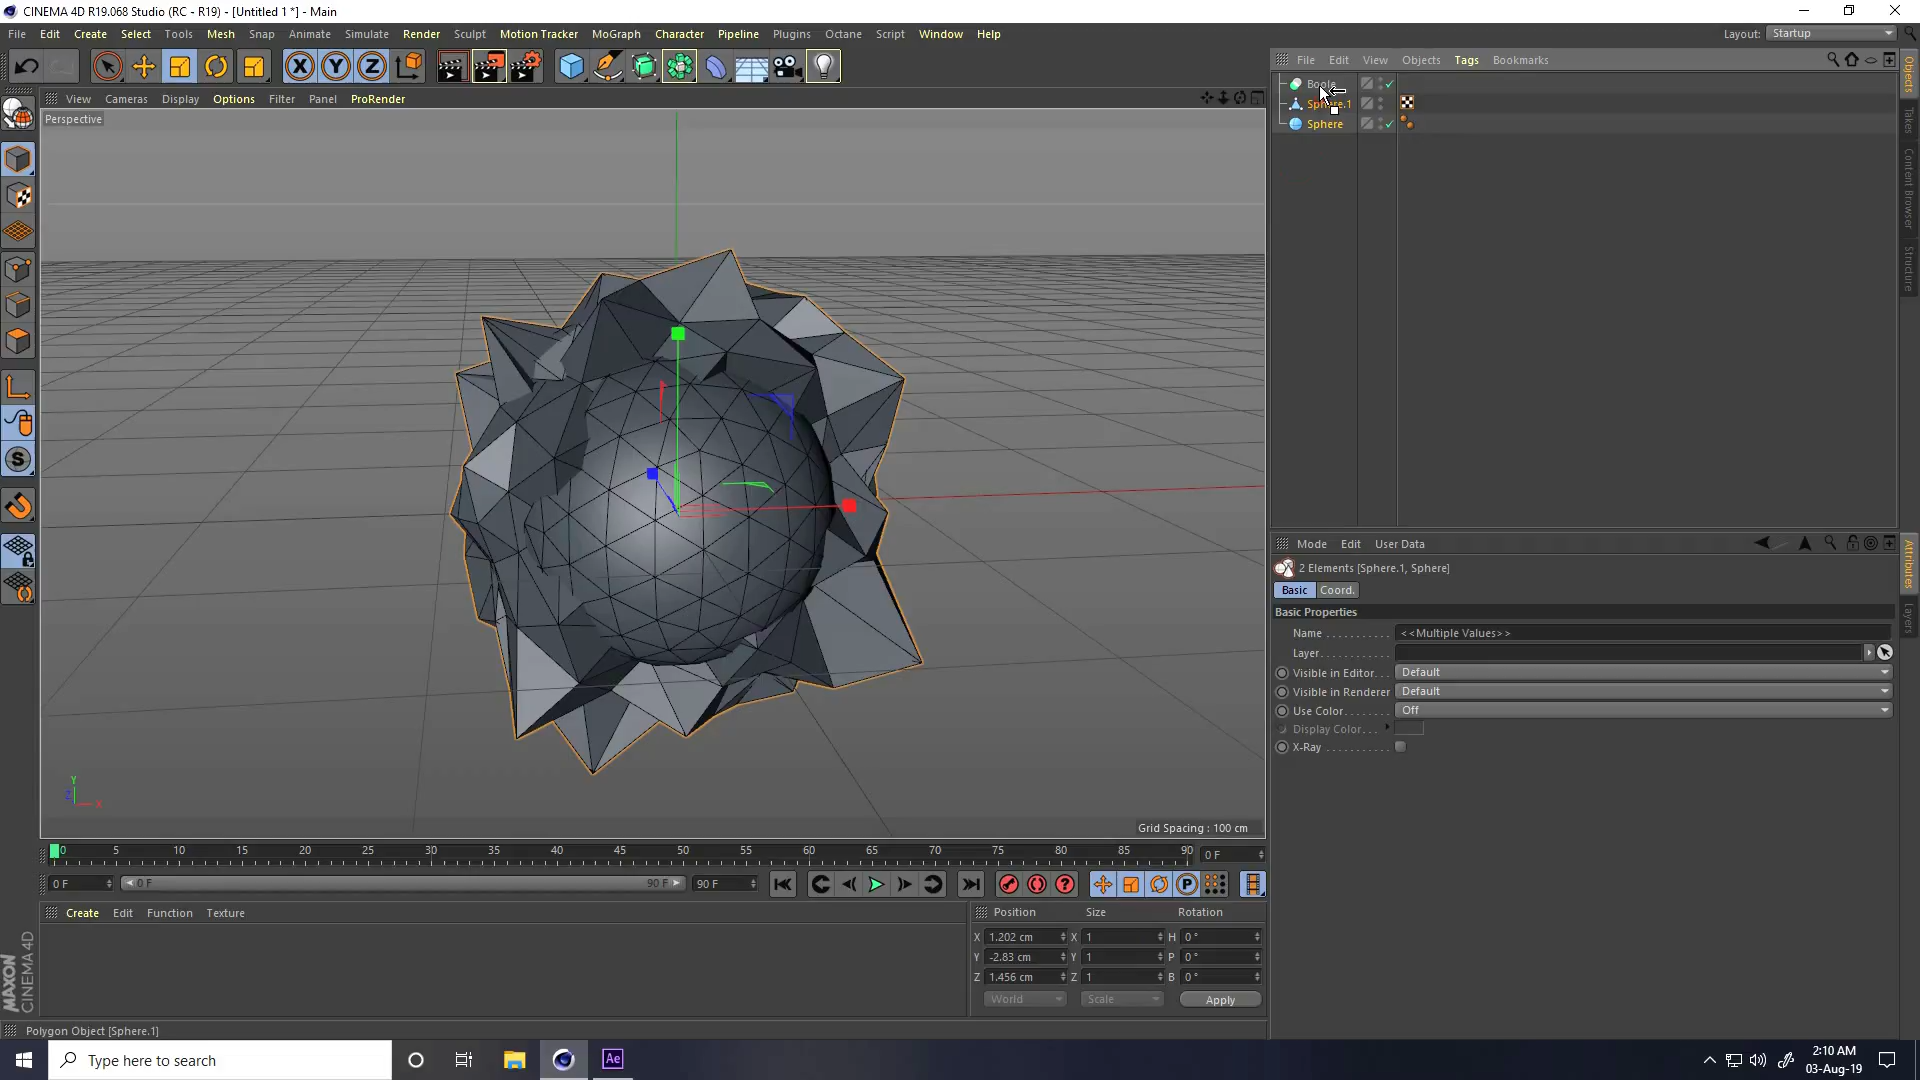 CINEMA 4D R19.068 Studio (RC - R19) - [Untitled 1 *] - Main
File Edit Create Select Tools Mesh Snap Animate Simulate Render Sculpt Motion Tracker MoGraph Character Pipeline Plugins Octane Script Window Help
Layout: Startup
File Edit View Objects Tags Bookmarks
View Cameras Display Options Filter Panel ProRender
Perspective
Boole
Sphere.1
Sphere
Objects
Takes
Content Browser
Structure
Mode Edit User Data
2 Elements [Sphere.1, Sphere]
Basic Coord.
Basic Properties
Name <<Multiple Values>>
Layer
Visible in Editor Default
Visible in Renderer Default
Use Color Off
Display Color
X-Ray
Attributes
Layers
Y
Z X
Grid Spacing : 100 cm
0 5 10 15 20 25 30 35 40 45 50 55 60 65 70 75 80 85 90 0 F
0 F 0 F 90 F 90 F
Create Edit Function Texture
Position Size Rotation
X 1.202 cm X 1 H 0 °
Y -2.83 cm Y 1 P 0 °
Z 1.456 cm Z 1 B 0 °
World Scale Apply
MAXON CINEMA 4D
Polygon Object [Sphere.1]
Type here to search
Ae
2:10 AM
03-Aug-19